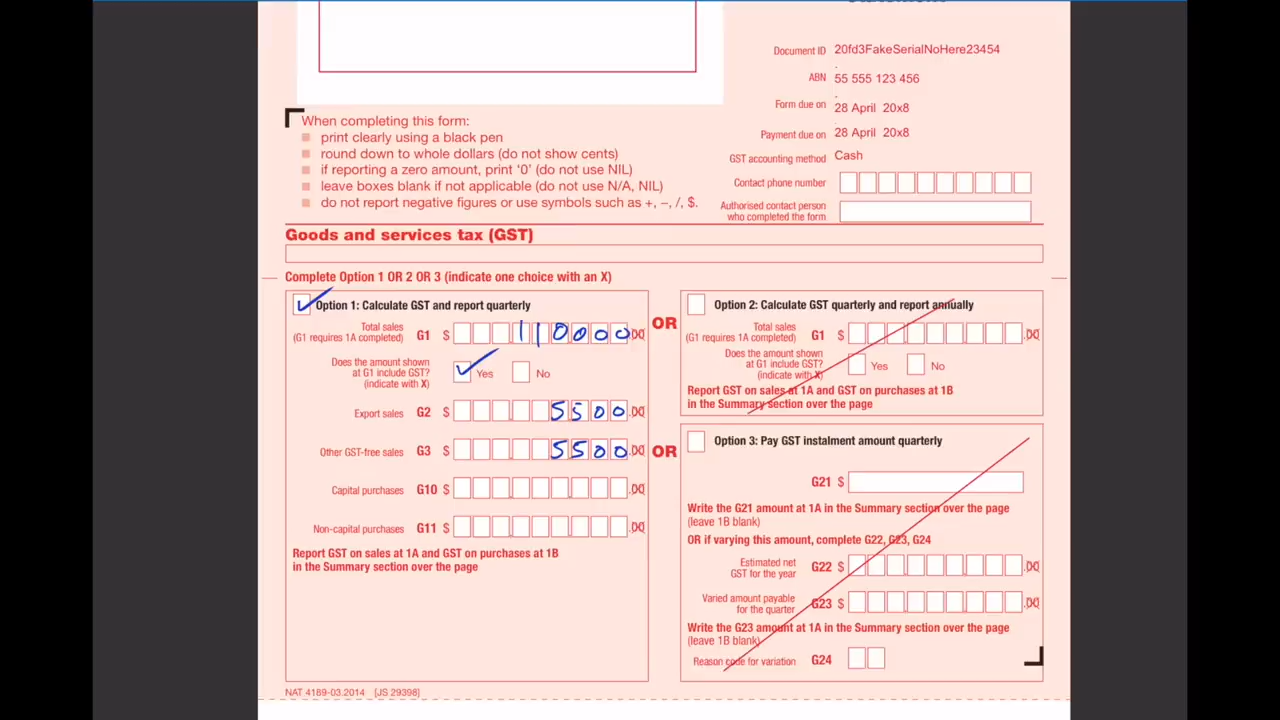 Document ID 20fd3FakeSerialNoHere23454
ABN 55 555 123 456
Form due on 28 April 20x8
Payment due on 28 April 20x8
GST accounting method Cash
Contact phone number
Authorised contact person
who completed the form
When completing this form:
print clearly using a black pen
round down to whole dollars (do not show cents)
if reporting a zero amount, print ‘0’ (do not use NIL)
leave boxes blank if not applicable (do not use N/A, NIL)
do not report negative figures or use symbols such as +, –, /, $.
Goods and services tax (GST)
Complete Option 1 OR 2 OR 3 (indicate one choice with an X)
Option 1: Calculate GST and report quarterly
Total sales
(G1 requires 1A completed) G1 $ 110000 .00
Does the amount shown
at G1 include GST?
(indicate with X) Yes No
Export sales G2 $ 5500 .00
Other GST-free sales G3 $ 5500 .00
Capital purchases G10 $ .00
Non-capital purchases G11 $ .00
Report GST on sales at 1A and GST on purchases at 1B
in the Summary section over the page
OR
OR
Option 2: Calculate GST quarterly and report annually
Total sales
(G1 requires 1A completed) G1 $ .00
Does the amount shown
at G1 include GST?
(indicate with X) Yes No
Report GST on sales at 1A and GST on purchases at 1B
in the Summary section over the page
Option 3: Pay GST instalment amount quarterly
G21 $
Write the G21 amount at 1A in the Summary section over the page
(leave 1B blank)
OR if varying this amount, complete G22, G23, G24
Estimated net
GST for the year G22 $ .00
Varied amount payable
for the quarter G23 $ .00
Write the G23 amount at 1A in the Summary section over the page
(leave 1B blank)
Reason code for variation G24
NAT 4189-03.2014 [JS 29398]